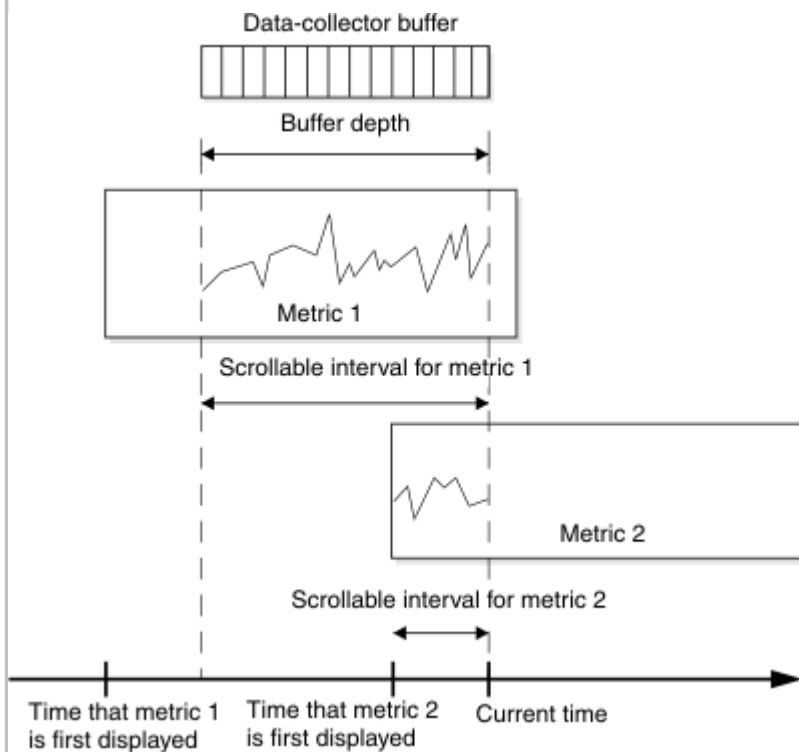 Data-collector buffer
Buffer depth
Metric 1
Scrollable interval for metric 1
Metric 2
Scrollable interval for metric 2
Time that metric 1
is first displayed
Time that metric 2
is first displayed
Current time